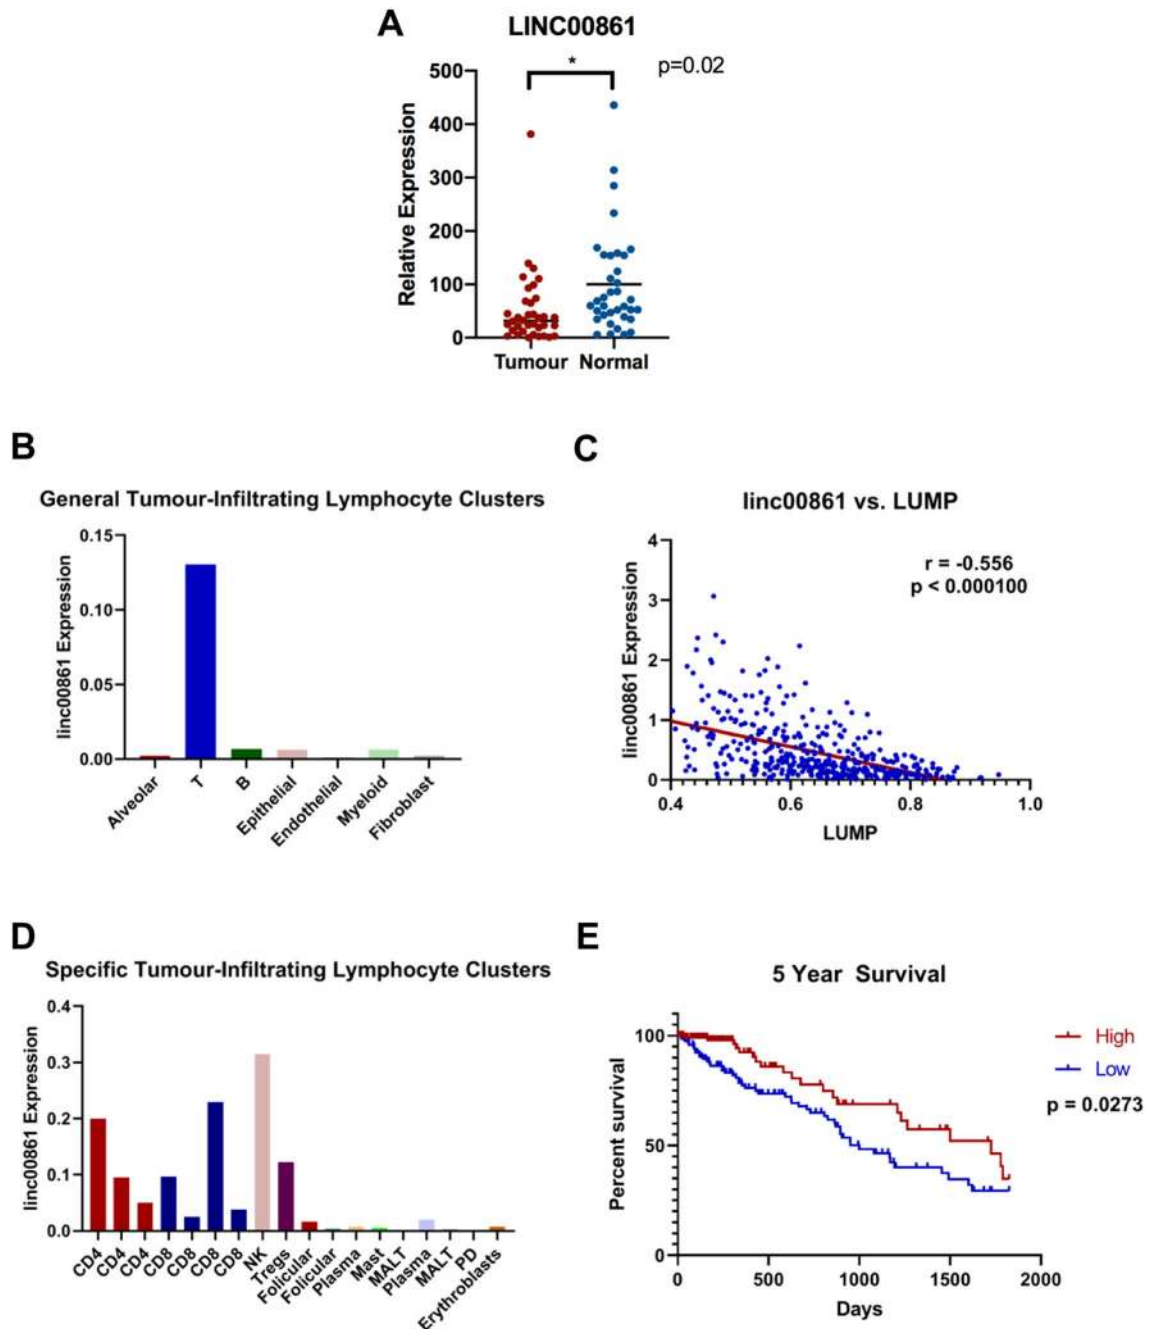 A
LINC00861
*
p=0.02
500
400
300
200
100
0
Relative Expression
Tumour Normal
B
General Tumour-Infiltrating Lymphocyte Clusters
0.15
0.10
0.05
0.00
linc00861 Expression
Alveolar
T
B
Epithelial
Endothelial
Myeloid
Fibroblast
C
linc00861 vs. LUMP
r = -0.556
p < 0.000100
4
3
2
1
0
linc00861 Expression
0.4 0.6 0.8 1.0
LUMP
D
Specific Tumour-Infiltrating Lymphocyte Clusters
0.4
0.3
0.2
0.1
0.0
linc00861 Expression
CD4
CD4
CD4
CD8
CD8
CD8
CD8
NK
Tregs
Folicular
Folicular
Plasma
Mast
MALT
Plasma
MALT
PD
Erythroblasts
E
5 Year Survival
100
50
0
Percent survival
0 500 1000 1500 2000
Days
High
Low
p = 0.0273